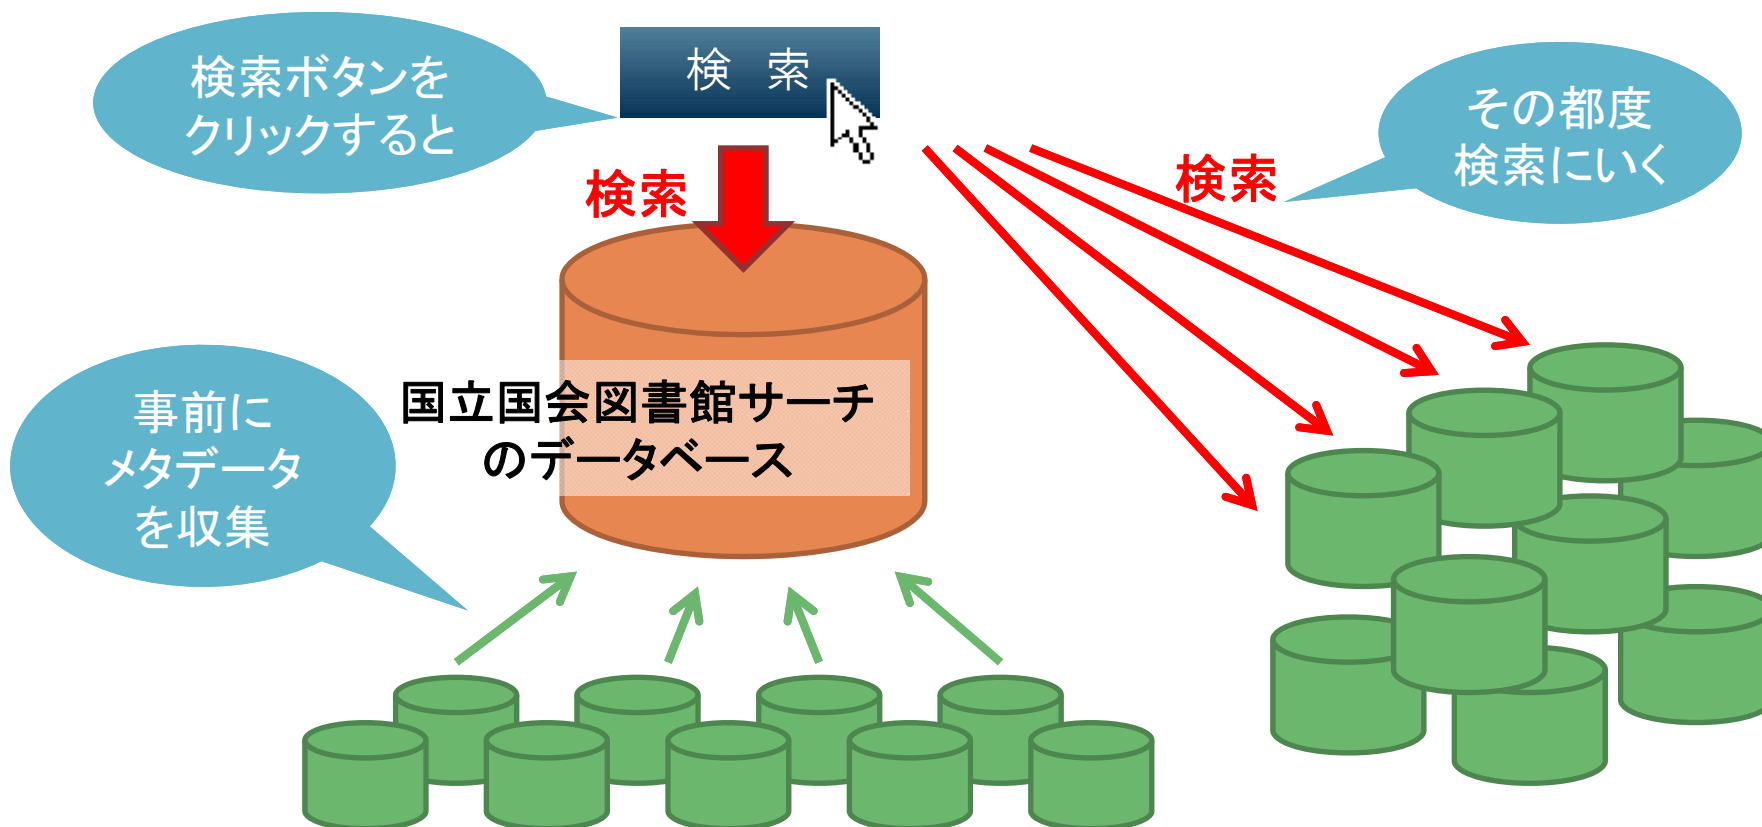 検索ボタンを
クリックすると
検　索
その都度
検索にいく
検索
検索
国立国会図書館サーチ
のデータベース
事前に
メタデータ
を収集